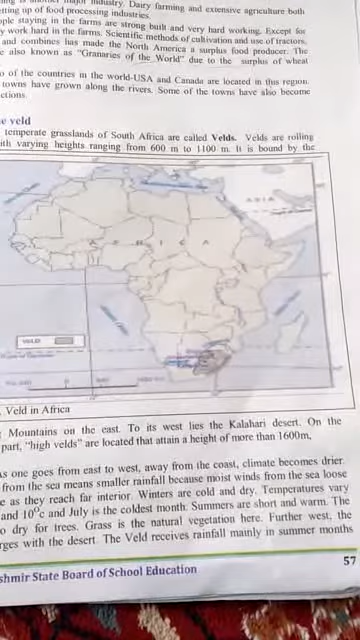 major industry. Dairy farming and extensive agriculture both
tting up of food processing industries.
ople staying in the farms are strong built and very hard working. Except for
y work hard in the farms. Scientific methods of cultivation and use of tractors,
and combines has made the North America a surplus food producer. The
e also known as “Granaries of the World” due to the surplus of wheat
o of the countries in the world-USA and Canada are located in this region.
towns have grown along the rivers. Some of the towns have also become
ctions.
e veld
temperate grasslands of South Africa are called Velds. Velds are rolling
ith varying heights ranging from 600 m to 1100 m. It is bound by the
ASIA
AFRICA
VELD
Veld in Africa
Mountains on the east. To its west lies the Kalahari desert. On the
part, “high velds” are located that attain a height of more than 1600m,
As one goes from east to west, away from the coast, climate becomes drier.
from the sea means smaller rainfall because moist winds from the sea loose
e as they reach far interior. Winters are cold and dry. Temperatures vary
and 10⁰c and July is the coldest month. Summers are short and warm. The
o dry for trees. Grass is the natural vegetation here. Further west, the
rges with the desert. The Veld receives rainfall mainly in summer months
57
shmir State Board of School Education